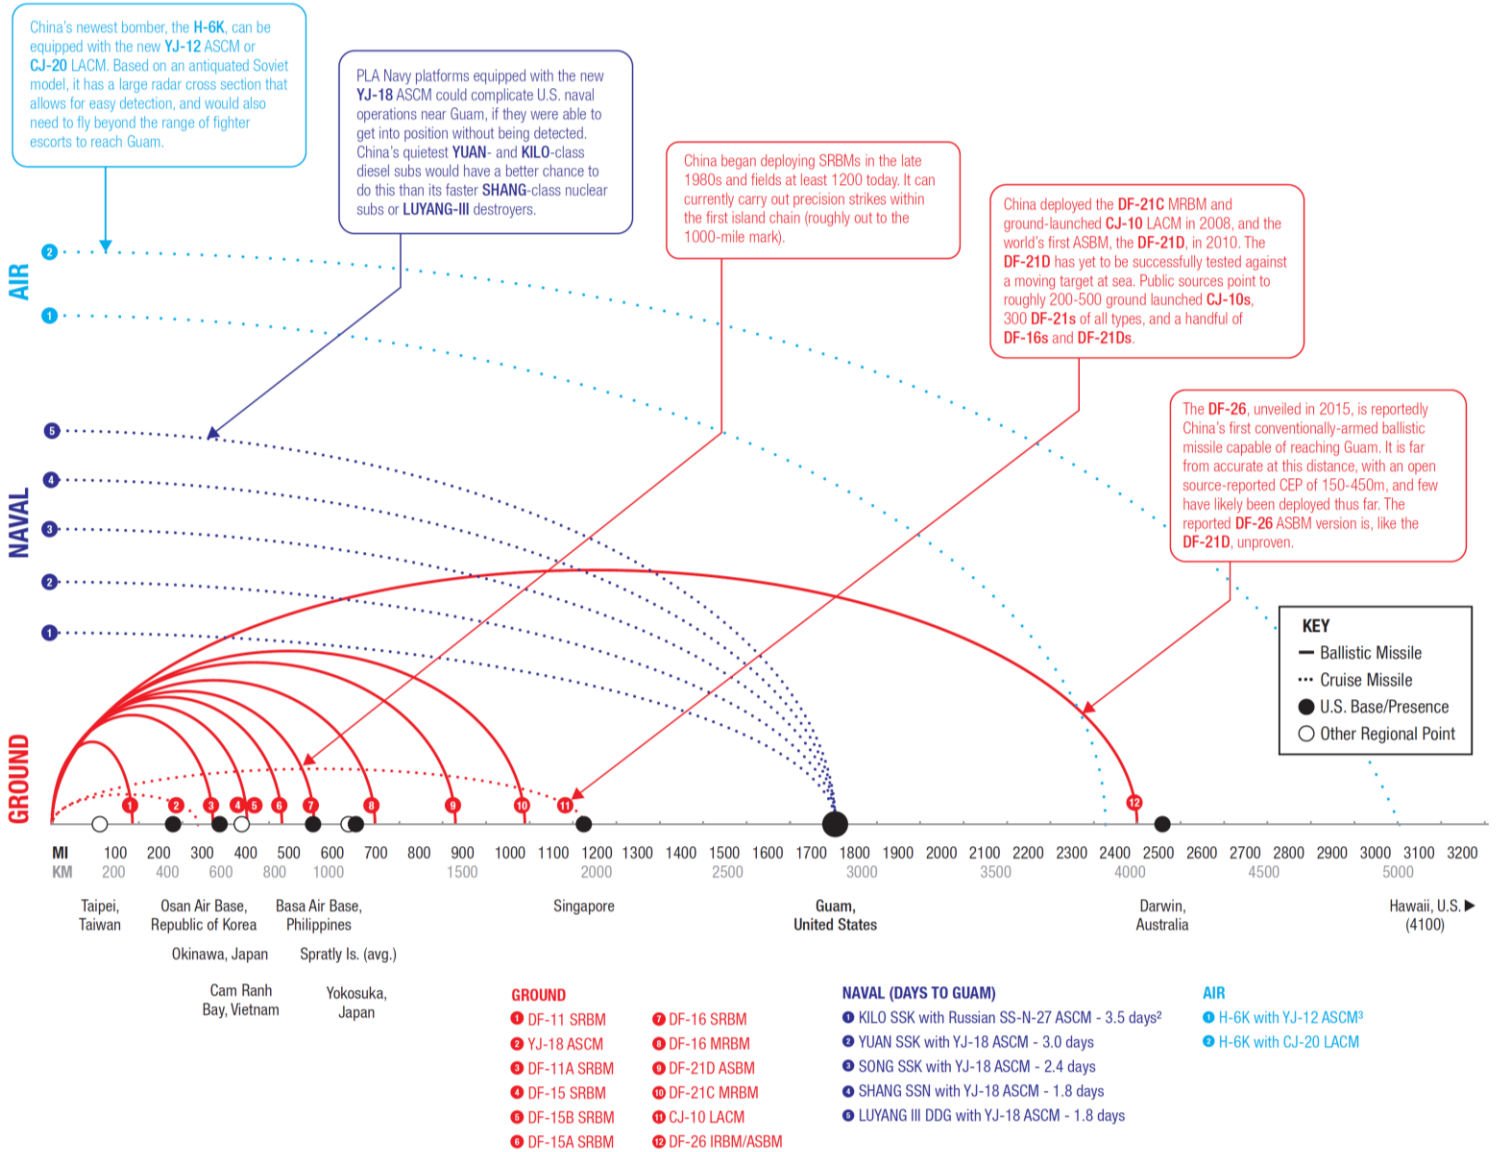 China's newest bomber, the H-6K, can be
equipped with the new YJ-12 ASCM or
CJ-20 LACM. Based on an antiquated Soviet
model, it has a large radar cross section that
allows for easy detection, and would also
need to fly beyond the range of fighter
escorts to reach Guam.
PLA Navy platforms equipped with the new
YJ-18 ASCM could complicate U.S. naval
operations near Guam, if they were able to
get into position without being detected.
China's quietest YUAN- and KILO-class
diesel subs would have a better chance to
do this than its faster SHANG-class nuclear
subs or LUYANG-III destroyers.
China began deploying SRBMs in the late
1980s and fields at least 1200 today. It can
currently carry out precision strikes within
the first island chain (roughly out to the
1000-mile mark).
China deployed the DF-21C MRBM and
ground-launched CJ-10 LACM in 2008, and the
world's first ASBM, the DF-21D, in 2010. The
DF-21D has yet to be successfully tested against
a moving target at sea. Public sources point to
roughly 200-500 ground launched CJ-10s,
300 DF-21s of all types, and a handful of
DF-16s and DF-21Ds.
The DF-26, unveiled in 2015, is reportedly
China's first conventionally-armed ballistic
missile capable of reaching Guam. It is far
from accurate at this distance, with an open
source-reported CEP of 150-450m, and few
have likely been deployed thus far. The
reported DF-26 ASBM version is, like the
DF-21D, unproven.
AIR
2
1
NAVAL
5
4
3
2
1
GROUND
1 2 3 4 5 6 7 8 9 10 11 12
KEY
Ballistic Missile
Cruise Missile
U.S. Base/Presence
Other Regional Point
MI 100 200 300 400 500 600 700 800 900 1000 1100 1200 1300 1400 1500 1600 1700 1800 1900 2000 2100 2200 2300 2400 2500 2600 2700 2800 2900 3000 3100 3200
KM 200 400 600 800 1000 1500 2000 2500 3000 3500 4000 4500 5000
Taipei,
Taiwan
Osan Air Base,
Republic of Korea
Basa Air Base,
Philippines
Singapore
Guam,
United States
Darwin,
Australia
Hawaii, U.S.
(4100)
Okinawa, Japan
Spratly Is. (avg.)
Cam Ranh
Bay, Vietnam
Yokosuka,
Japan
GROUND
1 DF-11 SRBM
2 YJ-18 ASCM
3 DF-11A SRBM
4 DF-15 SRBM
5 DF-15B SRBM
6 DF-15A SRBM
7 DF-16 SRBM
8 DF-16 MRBM
9 DF-21D ASBM
10 DF-21C MRBM
11 CJ-10 LACM
12 DF-26 IRBM/ASBM
NAVAL (DAYS TO GUAM)
1 KILO SSK with Russian SS-N-27 ASCM - 3.5 days²
2 YUAN SSK with YJ-18 ASCM - 3.0 days
3 SONG SSK with YJ-18 ASCM - 2.4 days
4 SHANG SSN with YJ-18 ASCM - 1.8 days
5 LUYANG III DDG with YJ-18 ASCM - 1.8 days
AIR
1 H-6K with YJ-12 ASCM³
2 H-6K with CJ-20 LACM